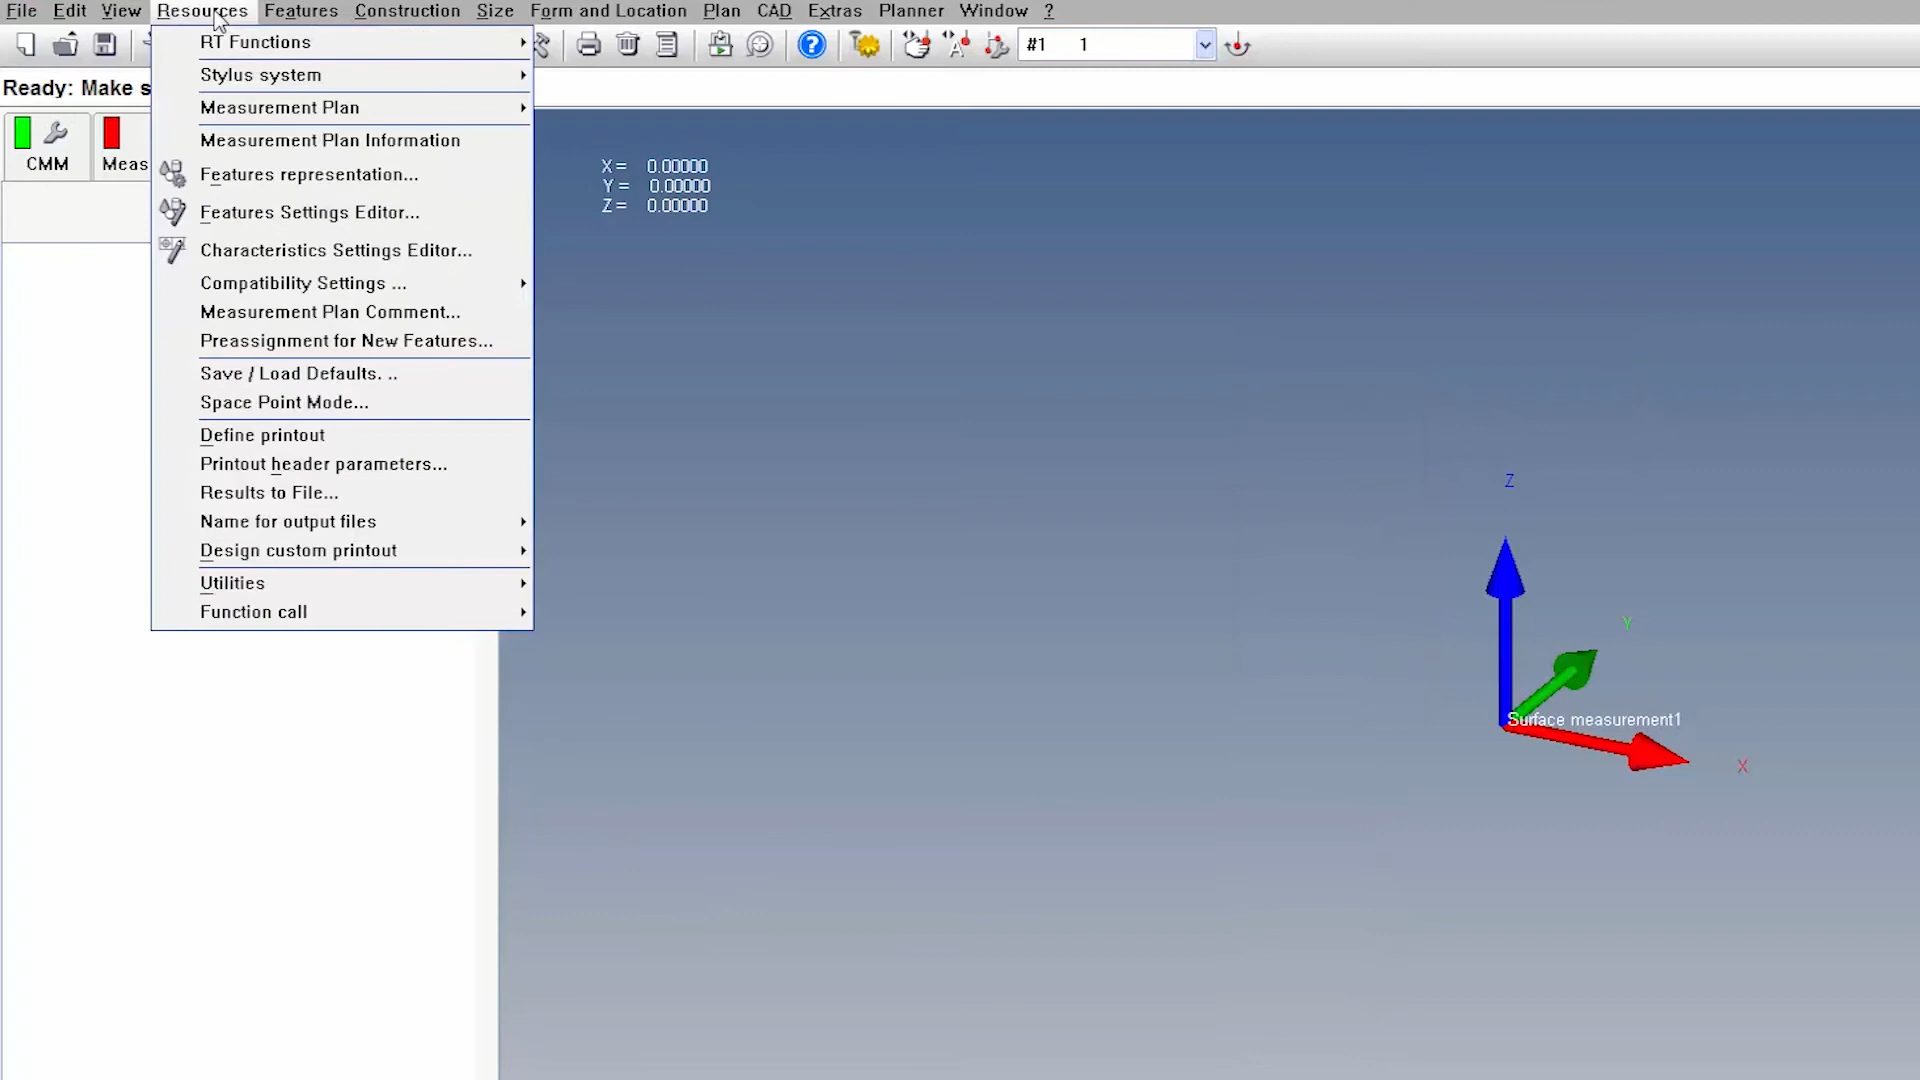 File Edit View Resources Features Construction Size Form and Location Plan CAD Extras Planner Window ?
#1 1
Ready: Make s
CMM
Meas
RT Functions
Stylus system
Measurement Plan
Measurement Plan Information
Features representation...
Features Settings Editor...
Characteristics Settings Editor...
Compatibility Settings ...
Measurement Plan Comment...
Preassignment for New Features...
Save / Load Defaults. ..
Space Point Mode...
Define printout
Printout header parameters...
Results to File...
Name for output files
Design custom printout
Utilities
Function call
X = 0.00000
Y = 0.00000
Z = 0.00000
Z
Y
Surface measurement1
X